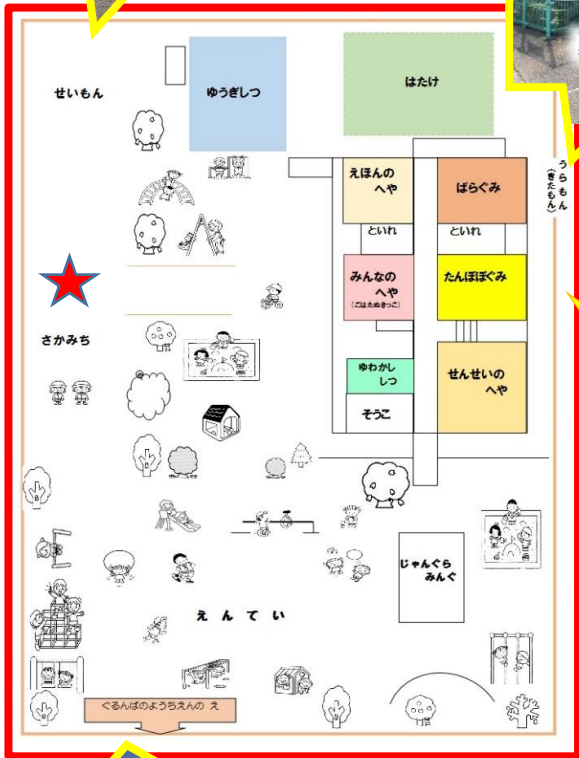 せいもん
ゆうぎしつ
はたけ
うらもん
(きたもん)
えほんの
へや
ばらぐみ
といれ
といれ
みんなの
へや
(こはたぬきっこ)
たんぽぽぐみ
さかみち
ゆわかし
しつ
せんせいの
へや
そうこ
じゃんぐら
みんぐ
えんてい
ぐるんぱのようちえんの え